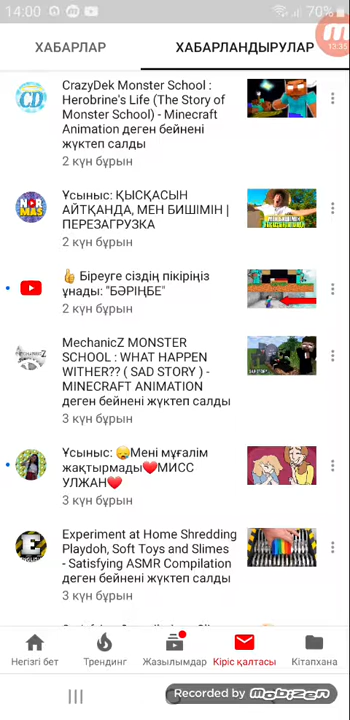 14:00
70%
13:35
ХАБАРЛАР
ХАБАРЛАНДЫРУЛАР
CrazyDek Monster School :
Herobrine's Life (The Story of
Monster School) - Minecraft
Animation деген бейнені
жүктеп салды
2 күн бұрын
CD
Ұсыныс: ҚЫСҚАСЫН
АЙТҚАНДА, МЕН БИШІМІН |
ПЕРЕЗАГРУЗКА
2 күн бұрын
NOR
MAS
👍 Біреуге сіздің пікіріңіз
ұнады: "БӘРІҢБЕ"
2 күн бұрын
MechanicZ MONSTER
SCHOOL : WHAT HAPPEN
WITHER?? ( SAD STORY ) -
MINECRAFT ANIMATION
деген бейнені жүктеп салды
3 күн бұрын
SAD STORY
Ұсыныс: 😪Мені мұғалім
жақтырмады❤️МИСС
УЛЖАН❤️
3 күн бұрын
Experiment at Home Shredding
Playdoh, Soft Toys and Slimes
- Satisfying ASMR Compilation
деген бейнені жүктеп салды
3 күн бұрын
E
Негізгі бет
Трендинг
Жазылымдар
Кіріс қалтасы
Кітапхана
Recorded by Mobizen